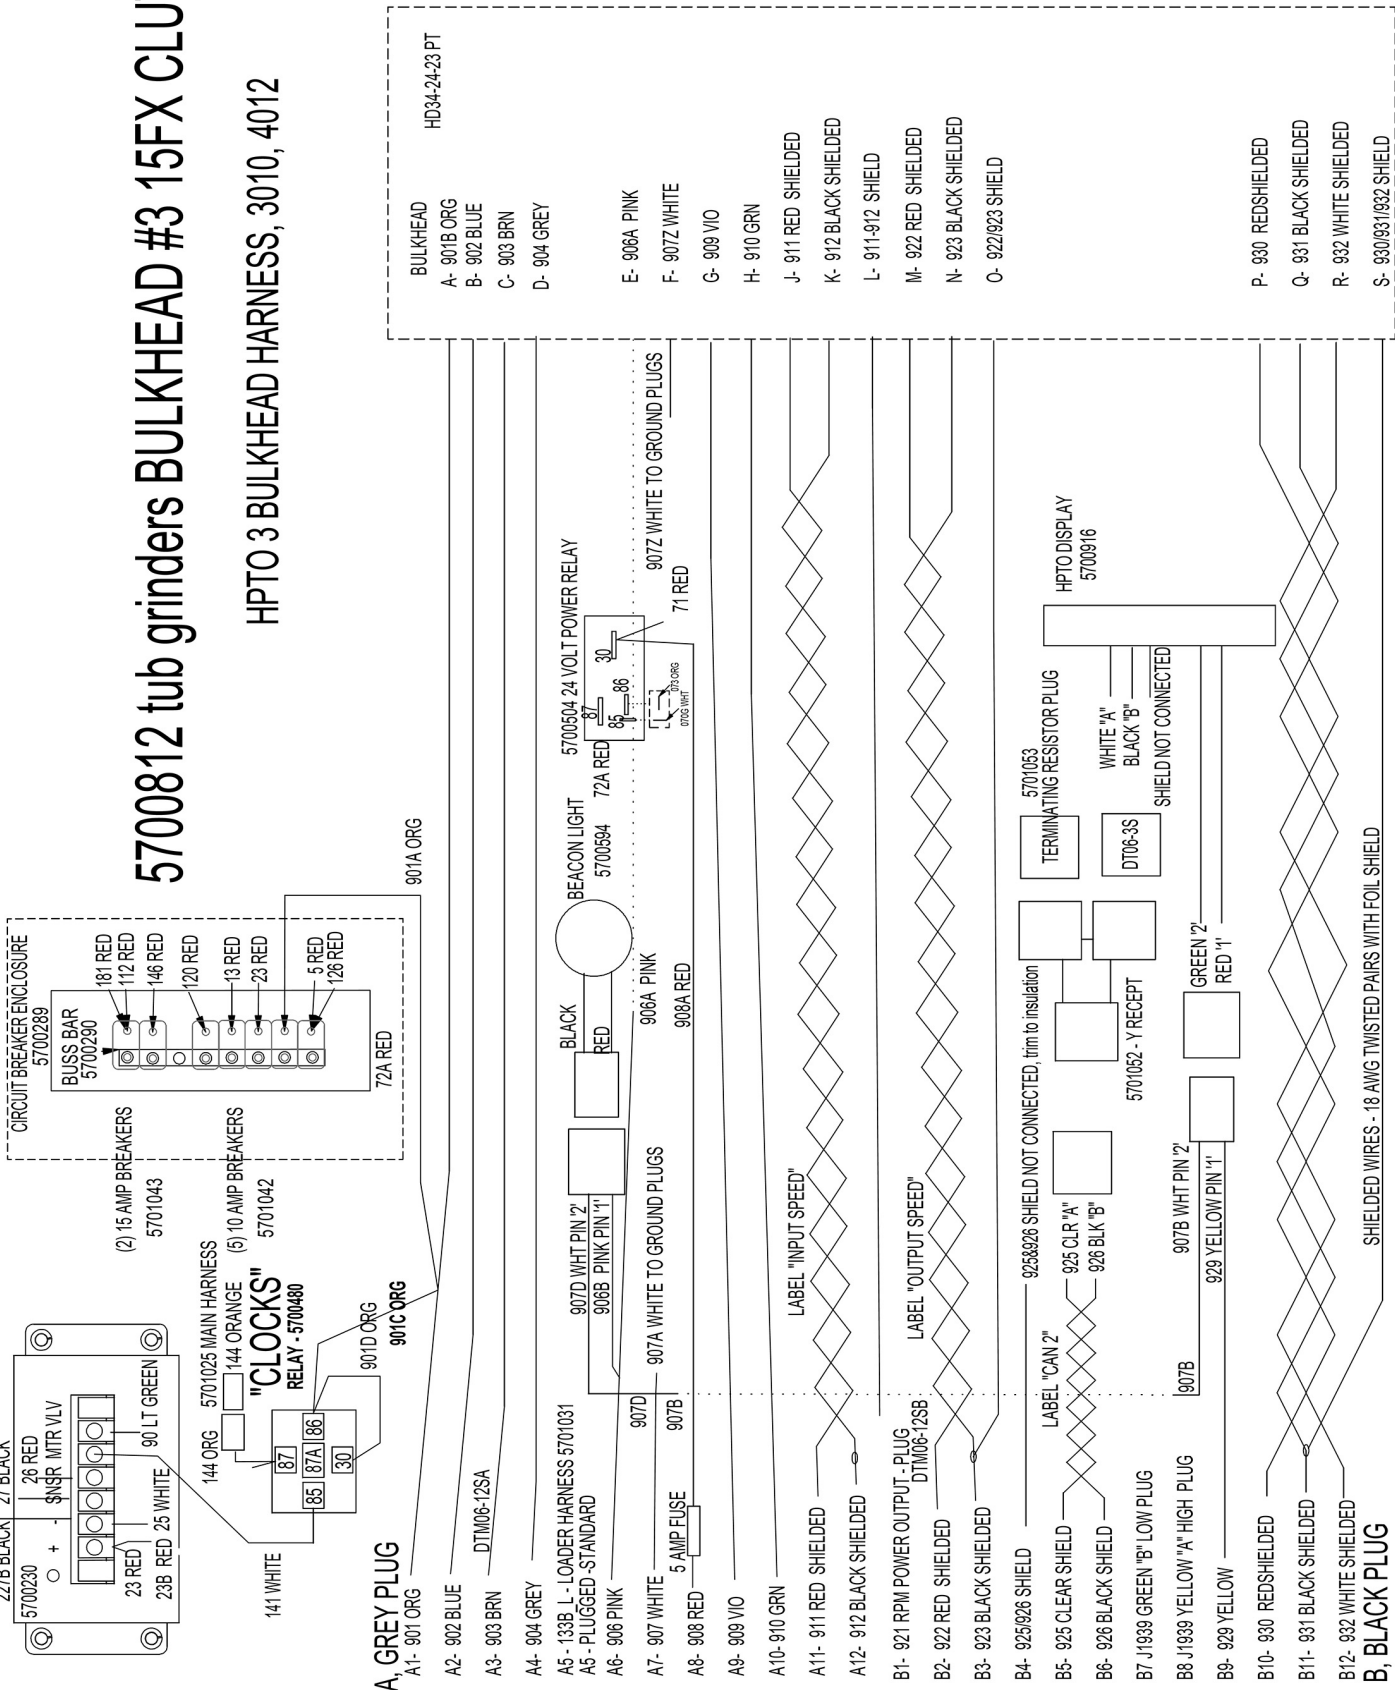 5700812 tub grinders BULKHEAD #3 15FX CLU
HPTO 3 BULKHEAD HARNESS, 3010, 4012
227B BLACK
27 BLACK
26 RED
5700230
+ - SNSR MTR VLV
23 RED
23B RED
25 WHITE
90 LT GREEN
141 WHITE
144 ORG
5701025 MAIN HARNESS
144 ORANGE
"CLOCKS"
RELAY - 5700480
87
86
87A
85
30
901D ORG
901C ORG
(2) 15 AMP BREAKERS
5701043
(5) 10 AMP BREAKERS
5701042
CIRCUIT BREAKER ENCLOSURE
5700289
BUSS BAR
5700290
181 RED
112 RED
146 RED
120 RED
13 RED
23 RED
5 RED
126 RED
72A RED
901A ORG
A, GREY PLUG
A1- 901 ORG
A2- 902 BLUE
A3- 903 BRN
DTM06-12SA
A4- 904 GREY
A5 - 133B_L - LOADER HARNESS 5701031
A5 - PLUGGED -STANDARD
A6- 906 PINK
A7- 907 WHITE
A8- 908 RED
5 AMP FUSE
A9- 909 VIO
A10- 910 GRN
A11- 911 RED SHIELDED
A12- 912 BLACK SHIELDED
B1- 921 RPM POWER OUTPUT - PLUG
DTM06-12SB
B2- 922 RED SHIELDED
B3- 923 BLACK SHIELDED
B4- 925/926 SHIELD
B5- 925 CLEAR SHIELD
B6- 926 BLACK SHIELD
B7 J1939 GREEN "B" LOW PLUG
B8 J1939 YELLOW "A" HIGH PLUG
B9- 929 YELLOW
B10- 930 REDSHIELDED
B11- 931 BLACK SHIELDED
B12- 932 WHITE SHIELDED
B, BLACK PLUG
907D WHT PIN '2'
906B PINK PIN '1'
907D
907B
907A WHITE TO GROUND PLUGS
BLACK
RED
BEACON LIGHT
5700594
906A PINK
908A RED
5700504 24 VOLT POWER RELAY
72A RED
87
30
86
85
073 ORG
070G WHT
71 RED
907Z WHITE TO GROUND PLUGS
LABEL "INPUT SPEED"
LABEL "OUTPUT SPEED"
925&926 SHIELD NOT CONNECTED, trim to insulation
LABEL "CAN 2"
925 CLR "A"
926 BLK "B"
5701052 - Y RECEPT
5701053
TERMINATING RESISTOR PLUG
DT06-3S
WHITE "A"
BLACK "B"
SHIELD NOT CONNECTED
HPTO DISPLAY
5700916
907B
907B WHT PIN '2'
929 YELLOW PIN '1'
GREEN '2'
RED '1'
SHIELDED WIRES - 18 AWG TWISTED PAIRS WITH FOIL SHIELD
BULKHEAD
HD34-24-23 PT
A- 901B ORG
B- 902 BLUE
C- 903 BRN
D- 904 GREY
E- 906A PINK
F- 907Z WHITE
G- 909 VIO
H- 910 GRN
J- 911 RED SHIELDED
K- 912 BLACK SHIELDED
L- 911-912 SHIELD
M- 922 RED SHIELDED
N- 923 BLACK SHIELDED
O- 922/923 SHIELD
P- 930 REDSHIELDED
Q- 931 BLACK SHIELDED
R- 932 WHITE SHIELDED
S- 930/931/932 SHIELD